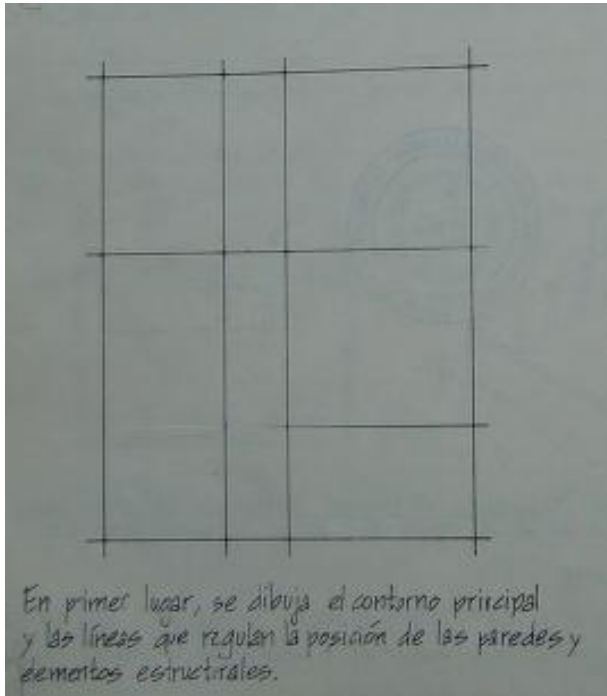 En primer lugar, se dibuja el contorno principal
y las líneas que regulan la posición de las paredes y
elementos estructurales.